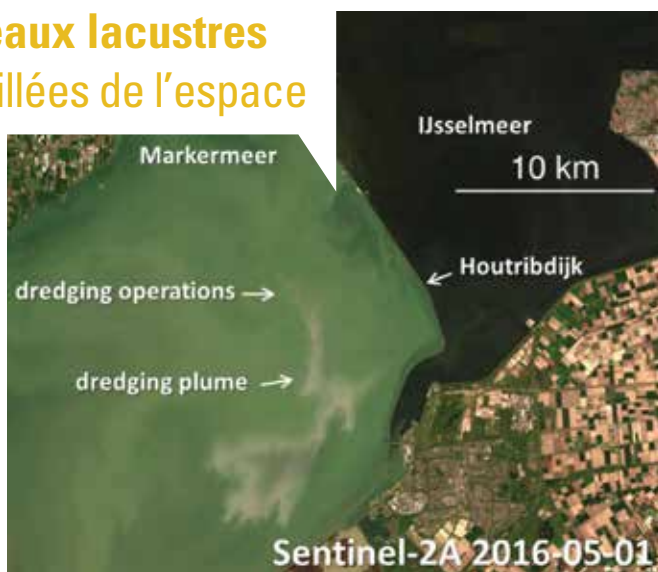 eaux lacustres
illées de l'espace
IJsselmeer
Markermeer
10 km
Houtribdijk
dredging operations
dredging plume
Sentinel-2A 2016-05-01